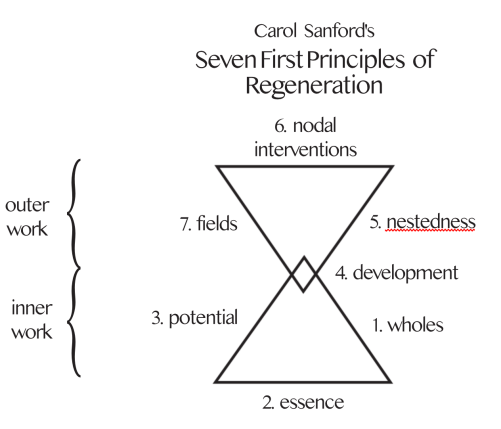 Carol Sanford's
Seven First Principles of
Regeneration
6. nodal
interventions
outer
work
7. fields
5. nestedness
4. development
inner
work
3. potential
1. wholes
2. essence